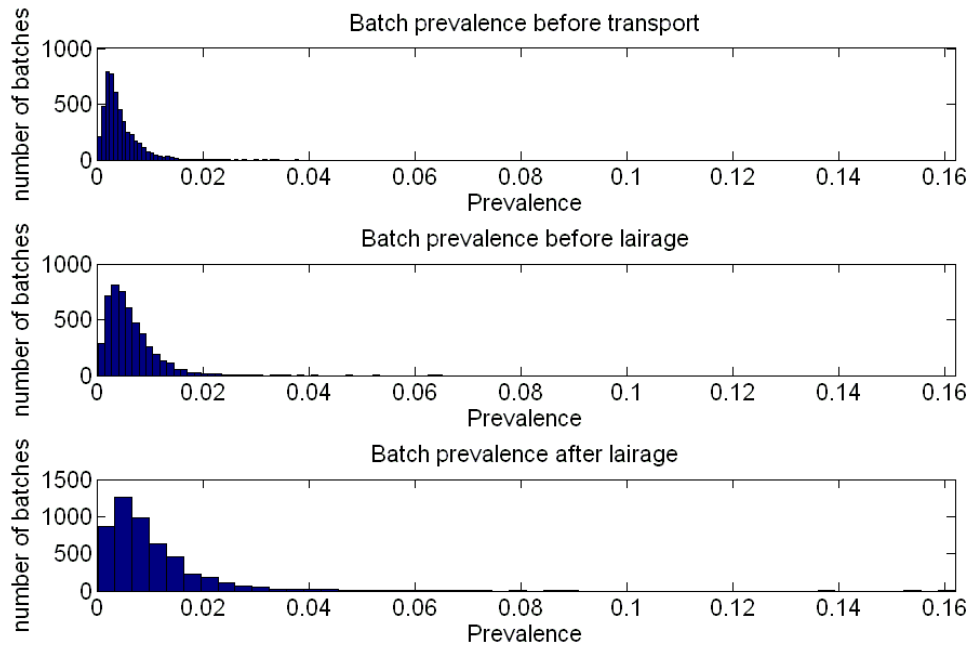 Batch prevalence before transport
number of batches
1000
500
0
0 0.02 0.04 0.06 0.08 0.1 0.12 0.14 0.16
Prevalence
Batch prevalence before lairage
number of batches
1000
500
0
0 0.02 0.04 0.06 0.08 0.1 0.12 0.14 0.16
Prevalence
Batch prevalence after lairage
number of batches
1500
1000
500
0
0 0.02 0.04 0.06 0.08 0.1 0.12 0.14 0.16
Prevalence